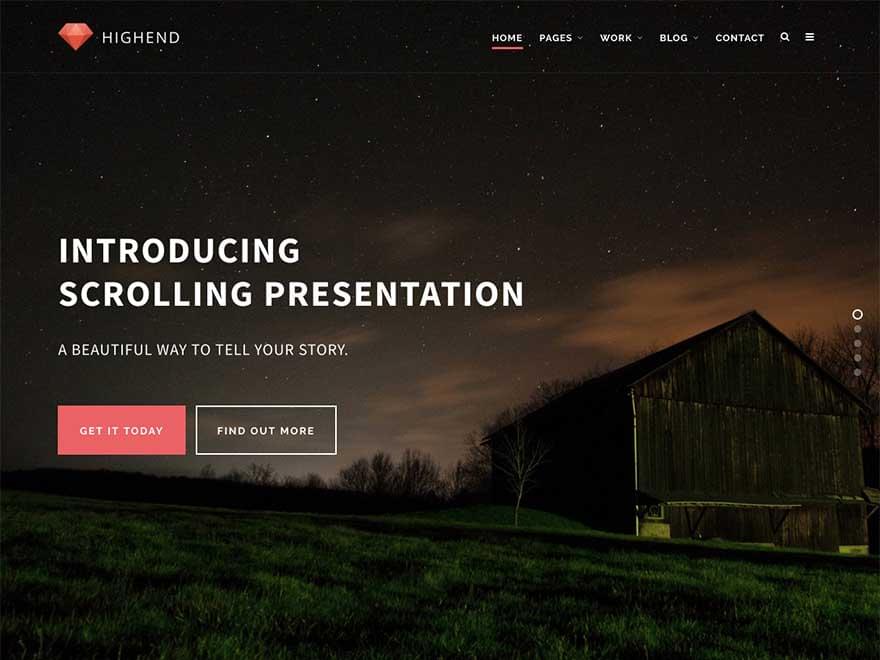 HIGHEND
HOME PAGES WORK BLOG CONTACT
INTRODUCING
SCROLLING PRESENTATION
A BEAUTIFUL WAY TO TELL YOUR STORY.
GET IT TODAY FIND OUT MORE